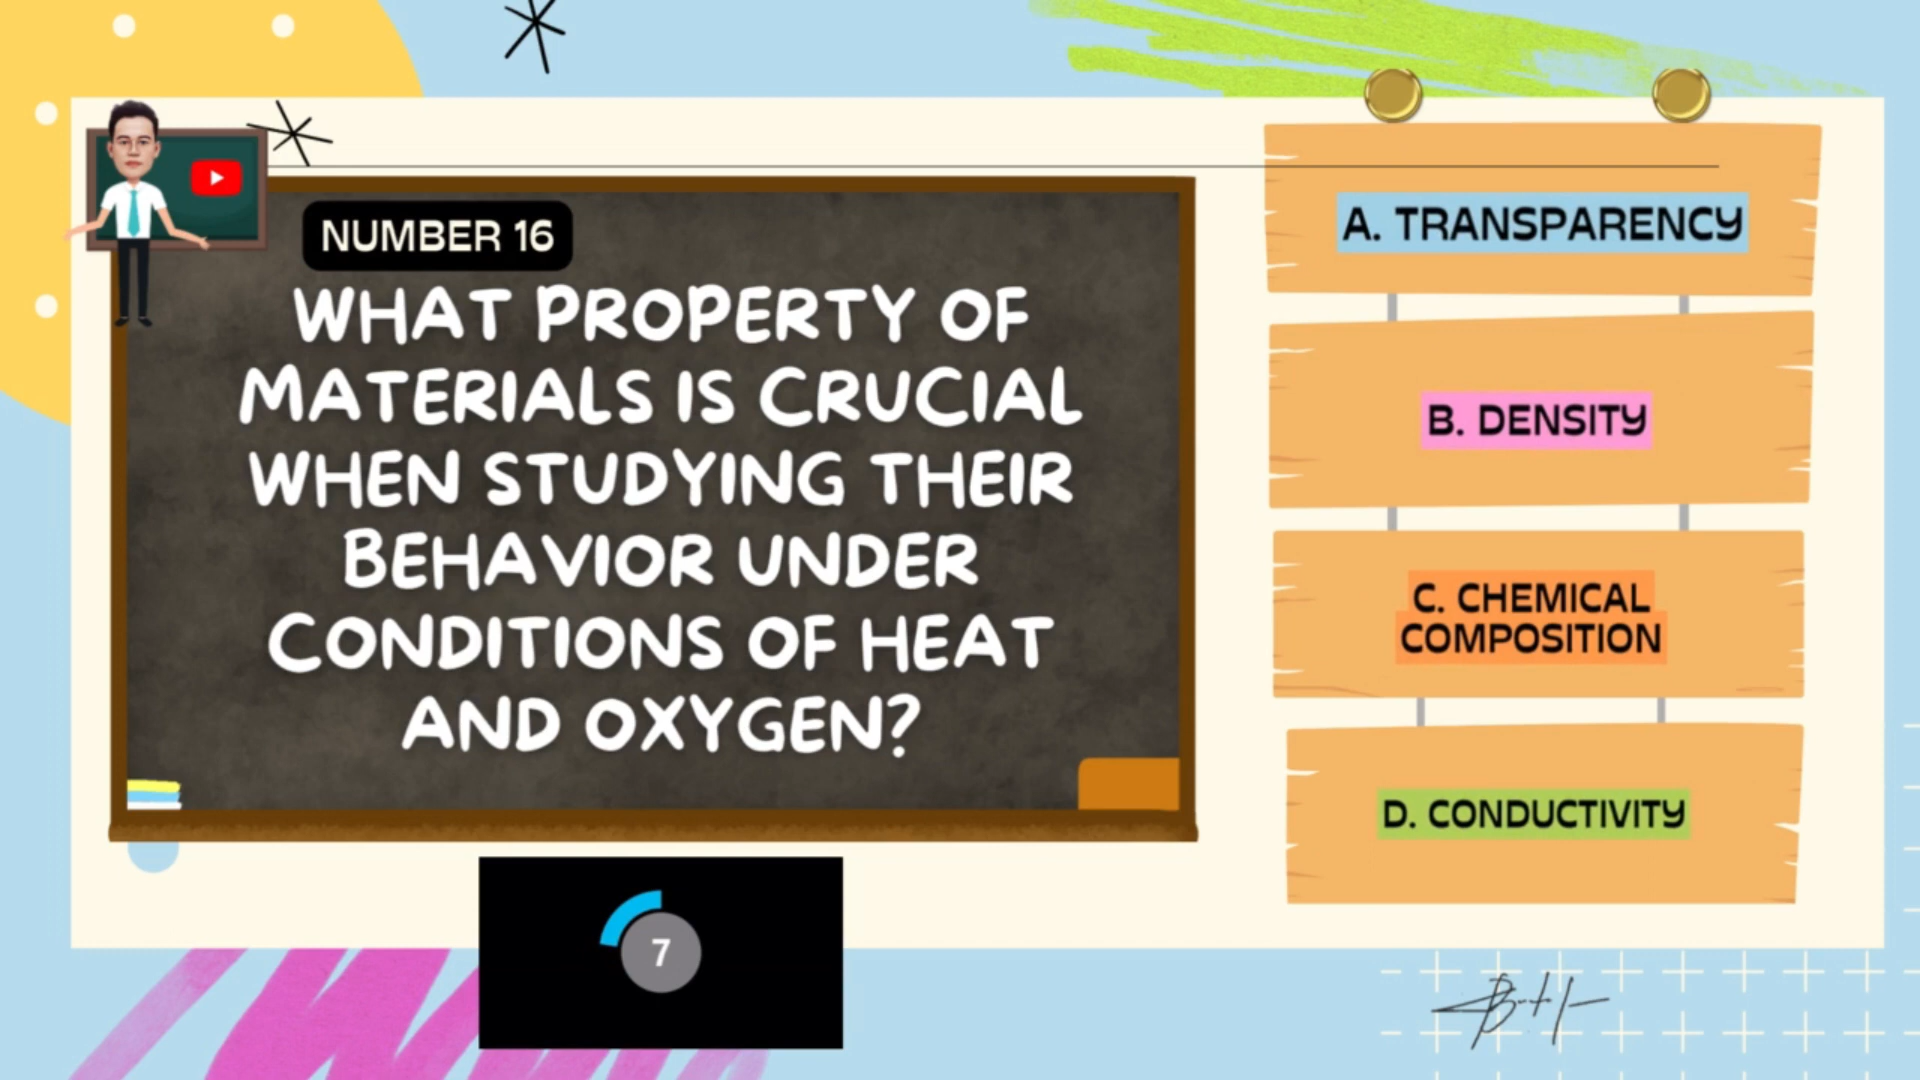 NUMBER 16
WHAT PROPERTY OF
MATERIALS IS CRUCIAL
WHEN STUDYING THEIR
BEHAVIOR UNDER
CONDITIONS OF HEAT
AND OXYGEN?
A. TRANSPARENCY
B. DENSITY
C. CHEMICAL
COMPOSITION
D. CONDUCTIVITY
7